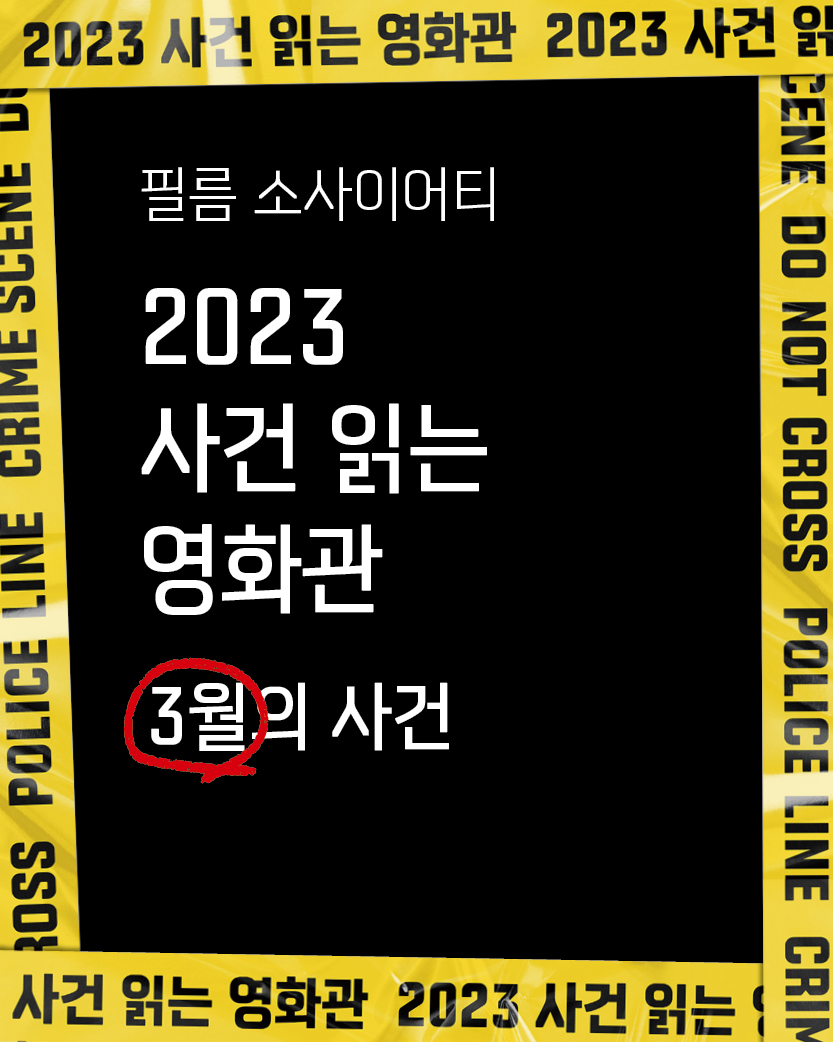 2023 사건 읽는 영화관 2023 사건 읽
필름 소사이어티
2023
사건 읽는
영화관
3월의 사건
CROSS POLICE LINE CRIME SCENE DO
SCENE DO NOT CROSS POLICE LINE CRIM
사건 읽는 영화관 2023 사건 읽는